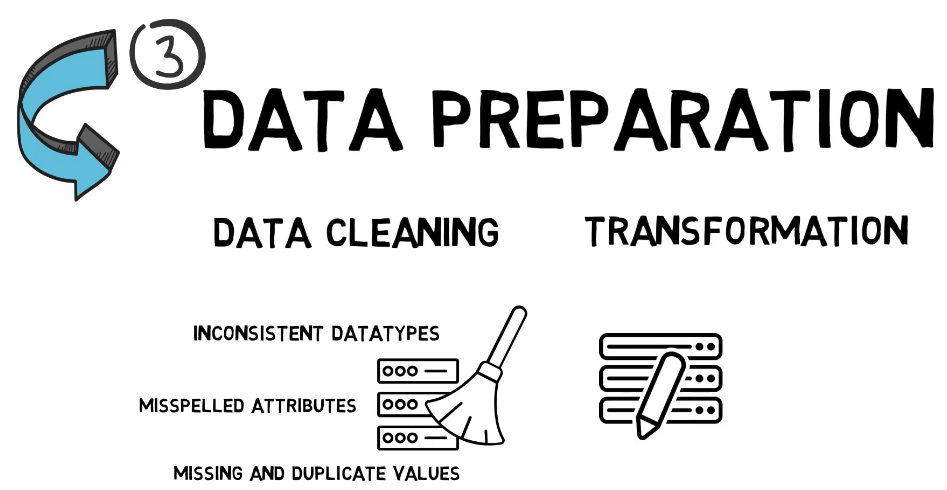 3
DATA PREPARATION
DATA CLEANING
TRANSFORMATION
INCONSISTENT DATATYPES
MISSPELLED ATTRIBUTES
MISSING AND DUPLICATE VALUES